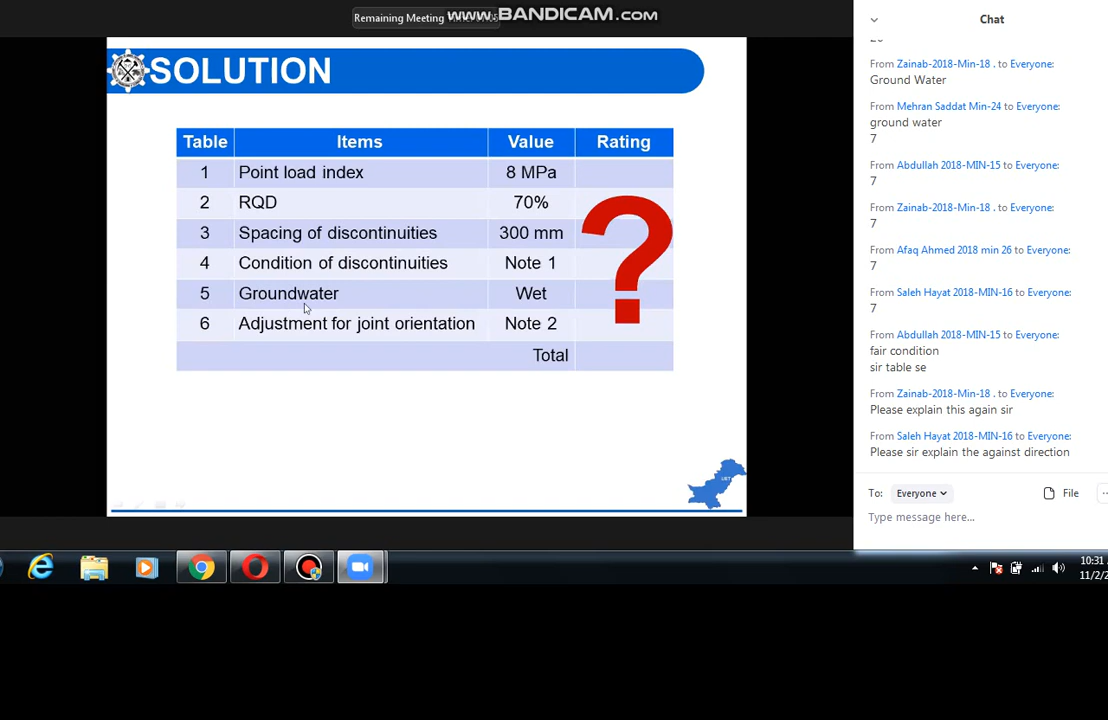 Remaining Meeting
WWW.BANDICAM.COM
SOLUTION
Table Items Value Rating
1 Point load index 8 MPa
2 RQD 70%
3 Spacing of discontinuities 300 mm
4 Condition of discontinuities Note 1
5 Groundwater Wet
6 Adjustment for joint orientation Note 2
Total
?
Chat
From Zainab-2018-Min-18 . to Everyone:
Ground Water
From Mehran Saddat Min-24 to Everyone:
ground water
7
From Abdullah 2018-MIN-15 to Everyone:
7
From Zainab-2018-Min-18 . to Everyone:
7
From Afaq Ahmed 2018 min 26 to Everyone:
7
From Saleh Hayat 2018-MIN-16 to Everyone:
7
From Abdullah 2018-MIN-15 to Everyone:
fair condition
sir table se
From Zainab-2018-Min-18 . to Everyone:
Please explain this again sir
From Saleh Hayat 2018-MIN-16 to Everyone:
Please sir explain the against direction
To: Everyone File ...
Type message here...
10:31
11/2/2